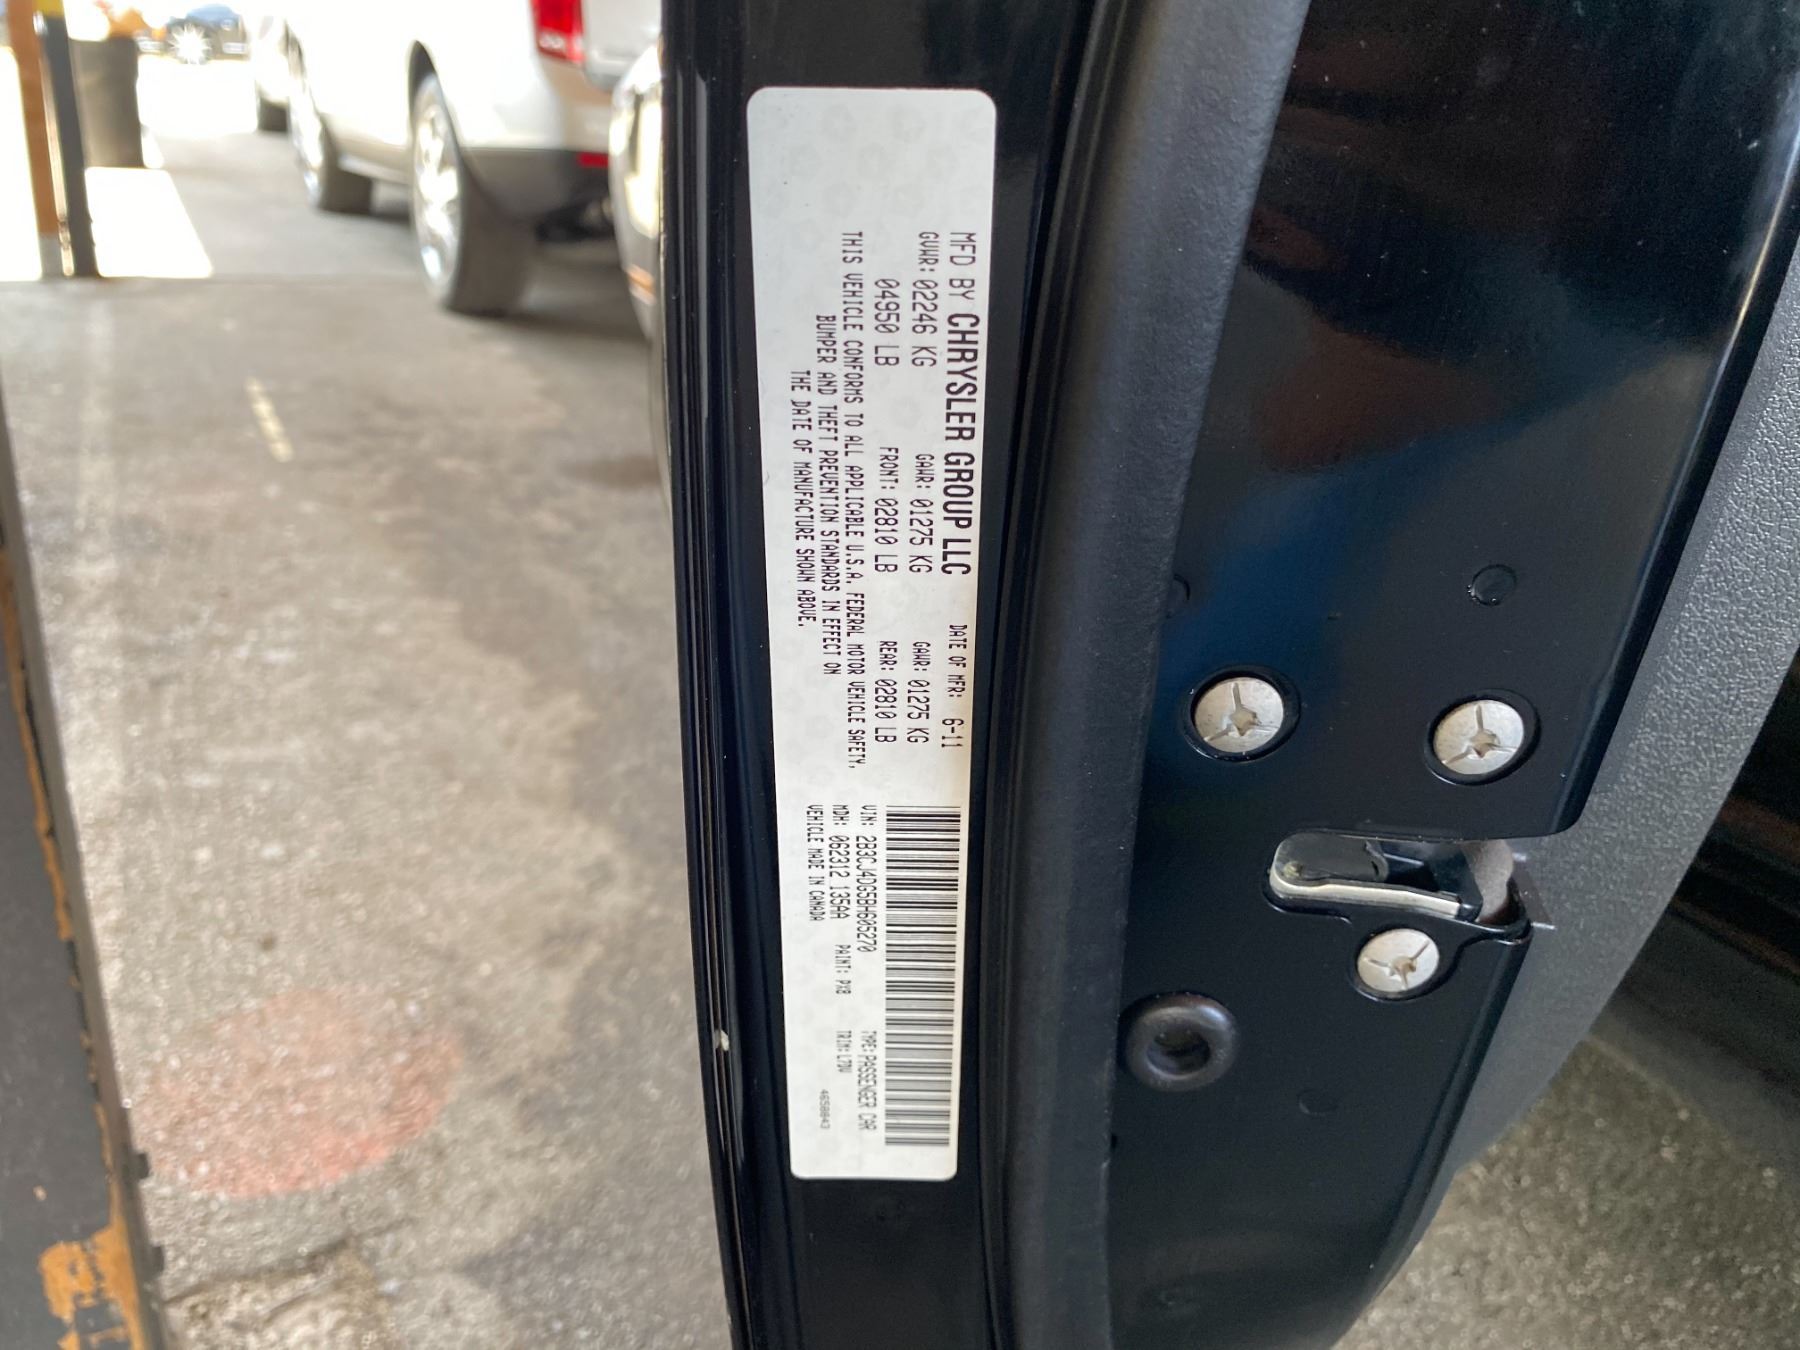 MFD BY CHRYSLER GROUP LLC DATE OF MFR: 6-11
GVWR: 02246 KG GAWR: 01275 KG GAWR: 01275 KG
04950 LB FRONT: 02810 LB REAR: 02810 LB
THIS VEHICLE CONFORMS TO ALL APPLICABLE U.S.A. FEDERAL MOTOR VEHICLE SAFETY,
BUMPER AND THEFT PREVENTION STANDARDS IN EFFECT ON
THE DATE OF MANUFACTURE SHOWN ABOVE.
VIN: 2B3CJ4DG5BH605270 TYPE: PASSENGER CAR
MDH: 062312 135AA PAINT: PX8 TRIM: L7DV
VEHICLE MADE IN CANADA 4658843